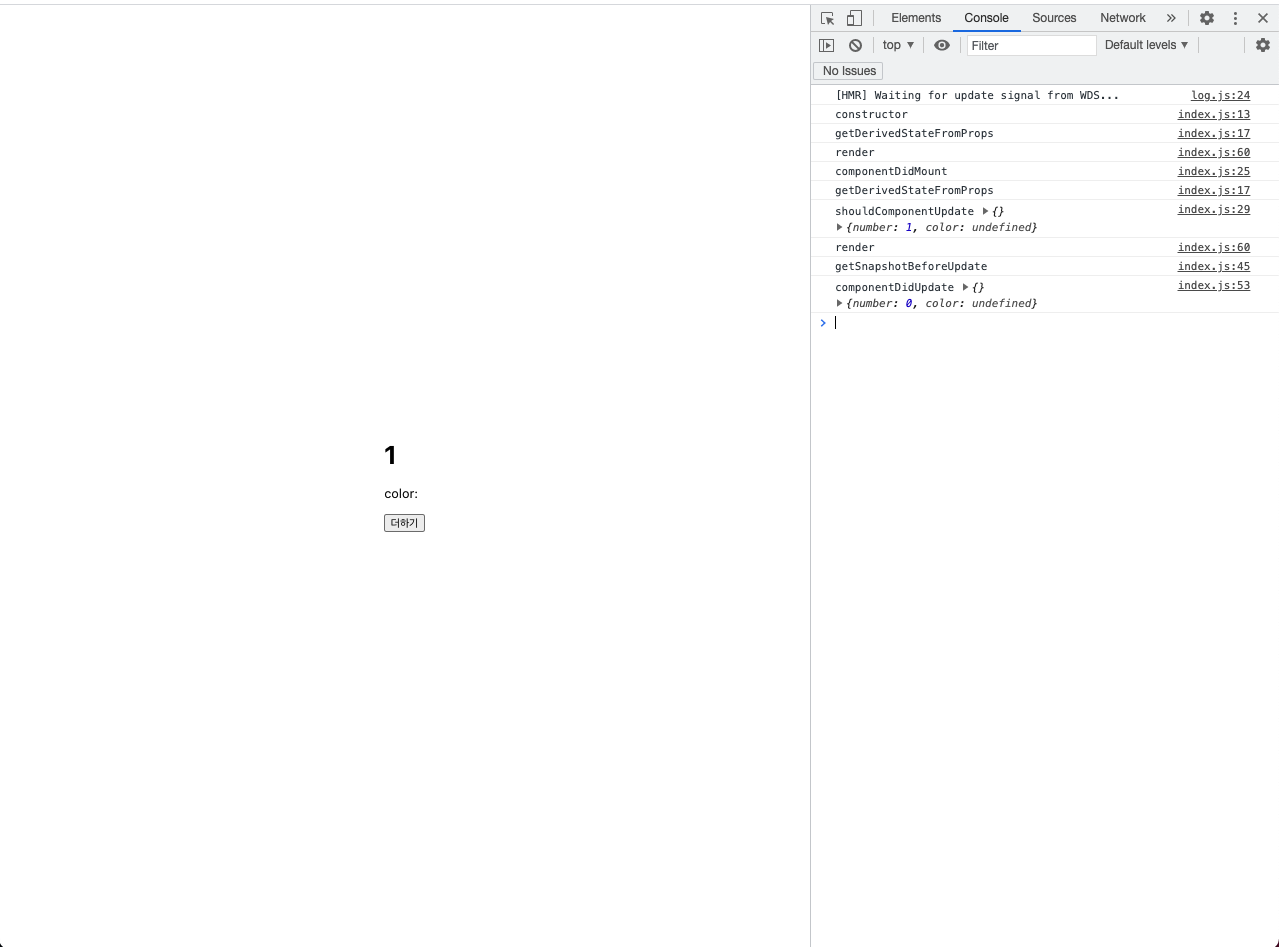 1
color:
더하기
Elements Console Sources Network
top Filter Default levels
No Issues
[HMR] Waiting for update signal from WDS... log.js:24
constructor index.js:13
getDerivedStateFromProps index.js:17
render index.js:60
componentDidMount index.js:25
getDerivedStateFromProps index.js:17
shouldComponentUpdate {} index.js:29
{number: 1, color: undefined}
render index.js:60
getSnapshotBeforeUpdate index.js:45
componentDidUpdate {} index.js:53
{number: 0, color: undefined}